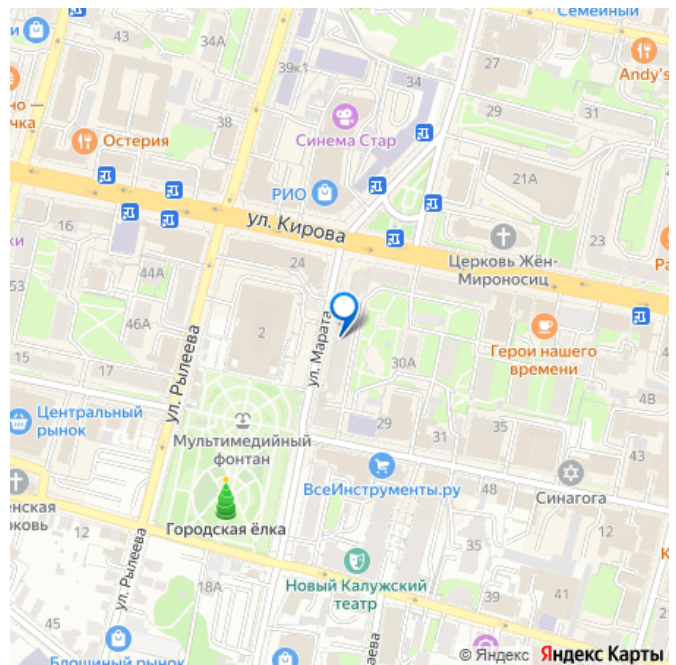 Семейный
43
34А
39к1
34
27
Andy's
29
31
38
Остерия
Синема Стар
21А
РИО
ул. Кирова
16
24
Церковь Жён-
Мироносиц
23
44А
53
46А
2
ул. Марата
Герои нашего
времени
30А
15
17
ул. Рылеева
4В
Центральный
рынок
Мультимедийный
фонтан
29
31
35
ВсеИнструменты.ру
48
Синагога
Городская ёлка
12
12
35
18А
Новый Калужский
театр
39
41
ул. Рылеева
45
Блошиный рынок
© Яндекс Яндекс Карты